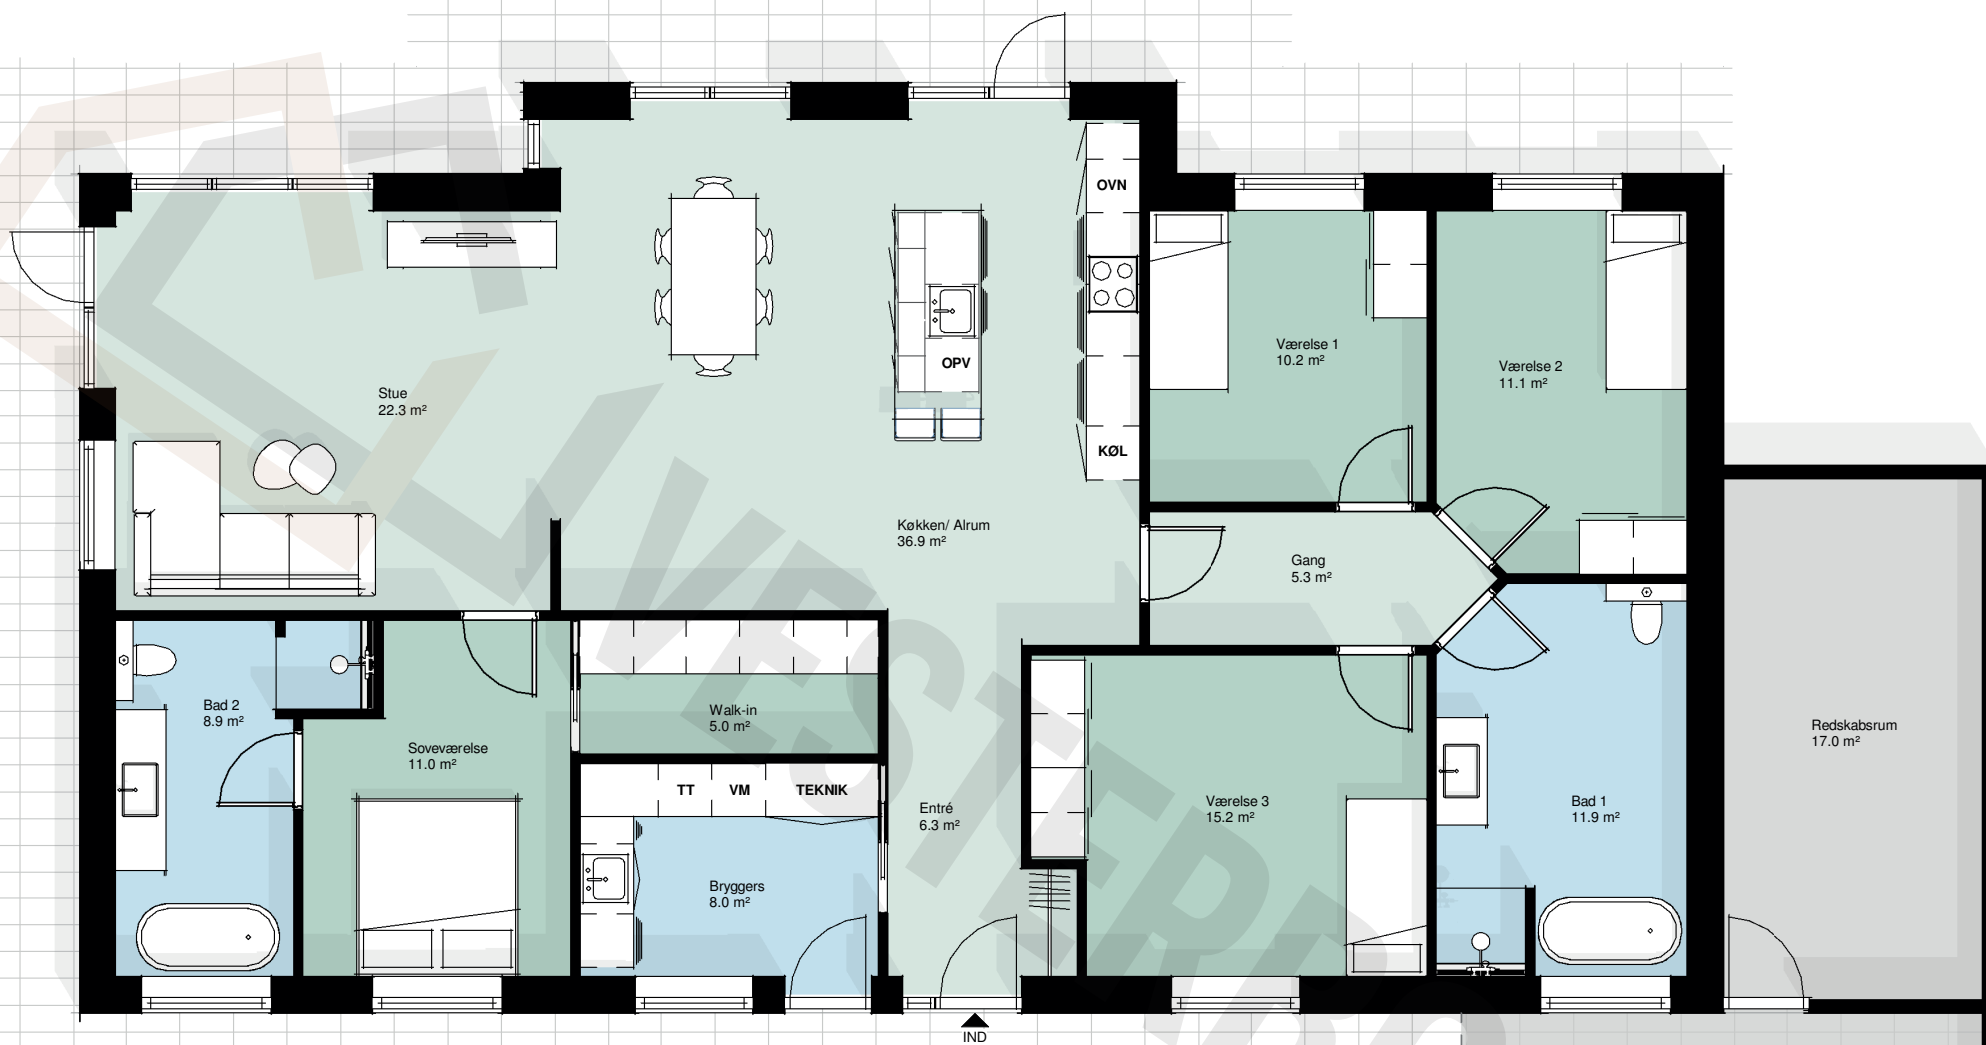 OVN
OPV
KØL
Stue
22.3 m²
Køkken/ Alrum
36.9 m²
Værelse 1
10.2 m²
Værelse 2
11.1 m²
Gang
5.3 m²
Bad 2
8.9 m²
Soveværelse
11.0 m²
Walk-in
5.0 m²
TT VM TEKNIK
Bryggers
8.0 m²
Entré
6.3 m²
Værelse 3
15.2 m²
Bad 1
11.9 m²
Redskabsrum
17.0 m²
IND
VESTERBO